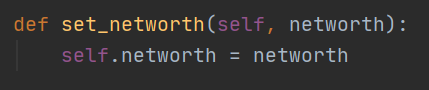 def set_networth(self, networth):
    self.networth = networth